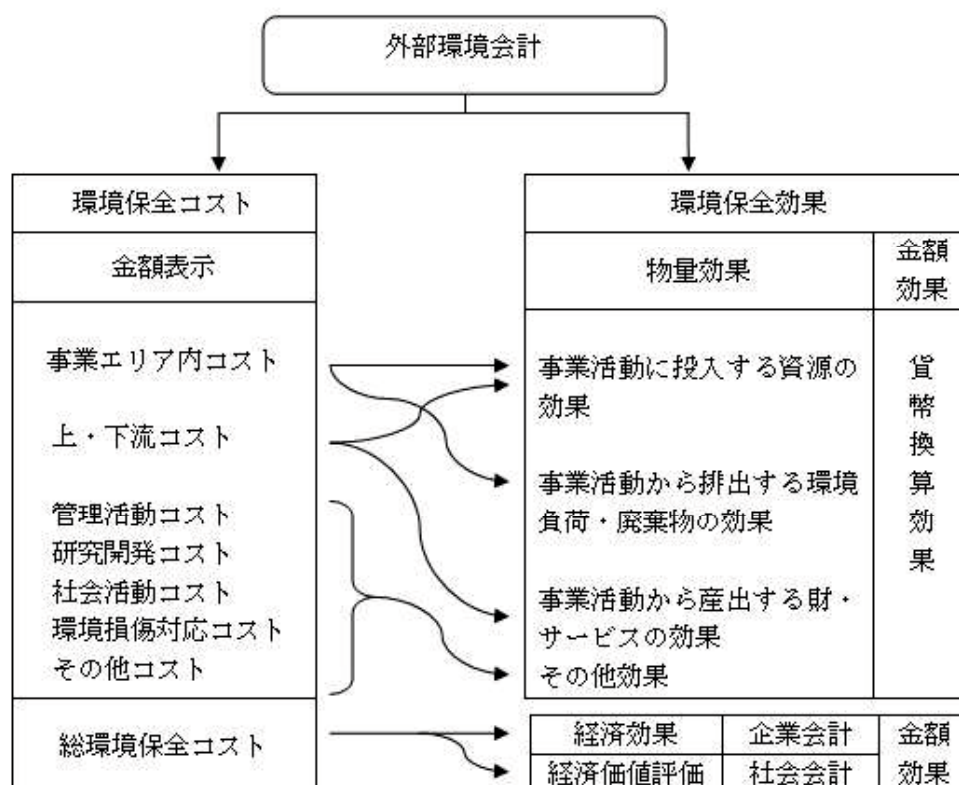 外部環境会計
環境保全コスト
金額表示
事業エリア内コスト
上・下流コスト
管理活動コスト
研究開発コスト
社会活動コスト
環境損傷対応コスト
その他コスト
総環境保全コスト
環境保全効果
物量効果
金額
効果
事業活動に投入する資源の
効果
事業活動から排出する環境
負荷・廃棄物の効果
事業活動から産出する財・
サービスの効果
その他効果
貨
幣
換
算
効
果
経済効果
企業会計
金額
経済価値評価
社会会計
効果